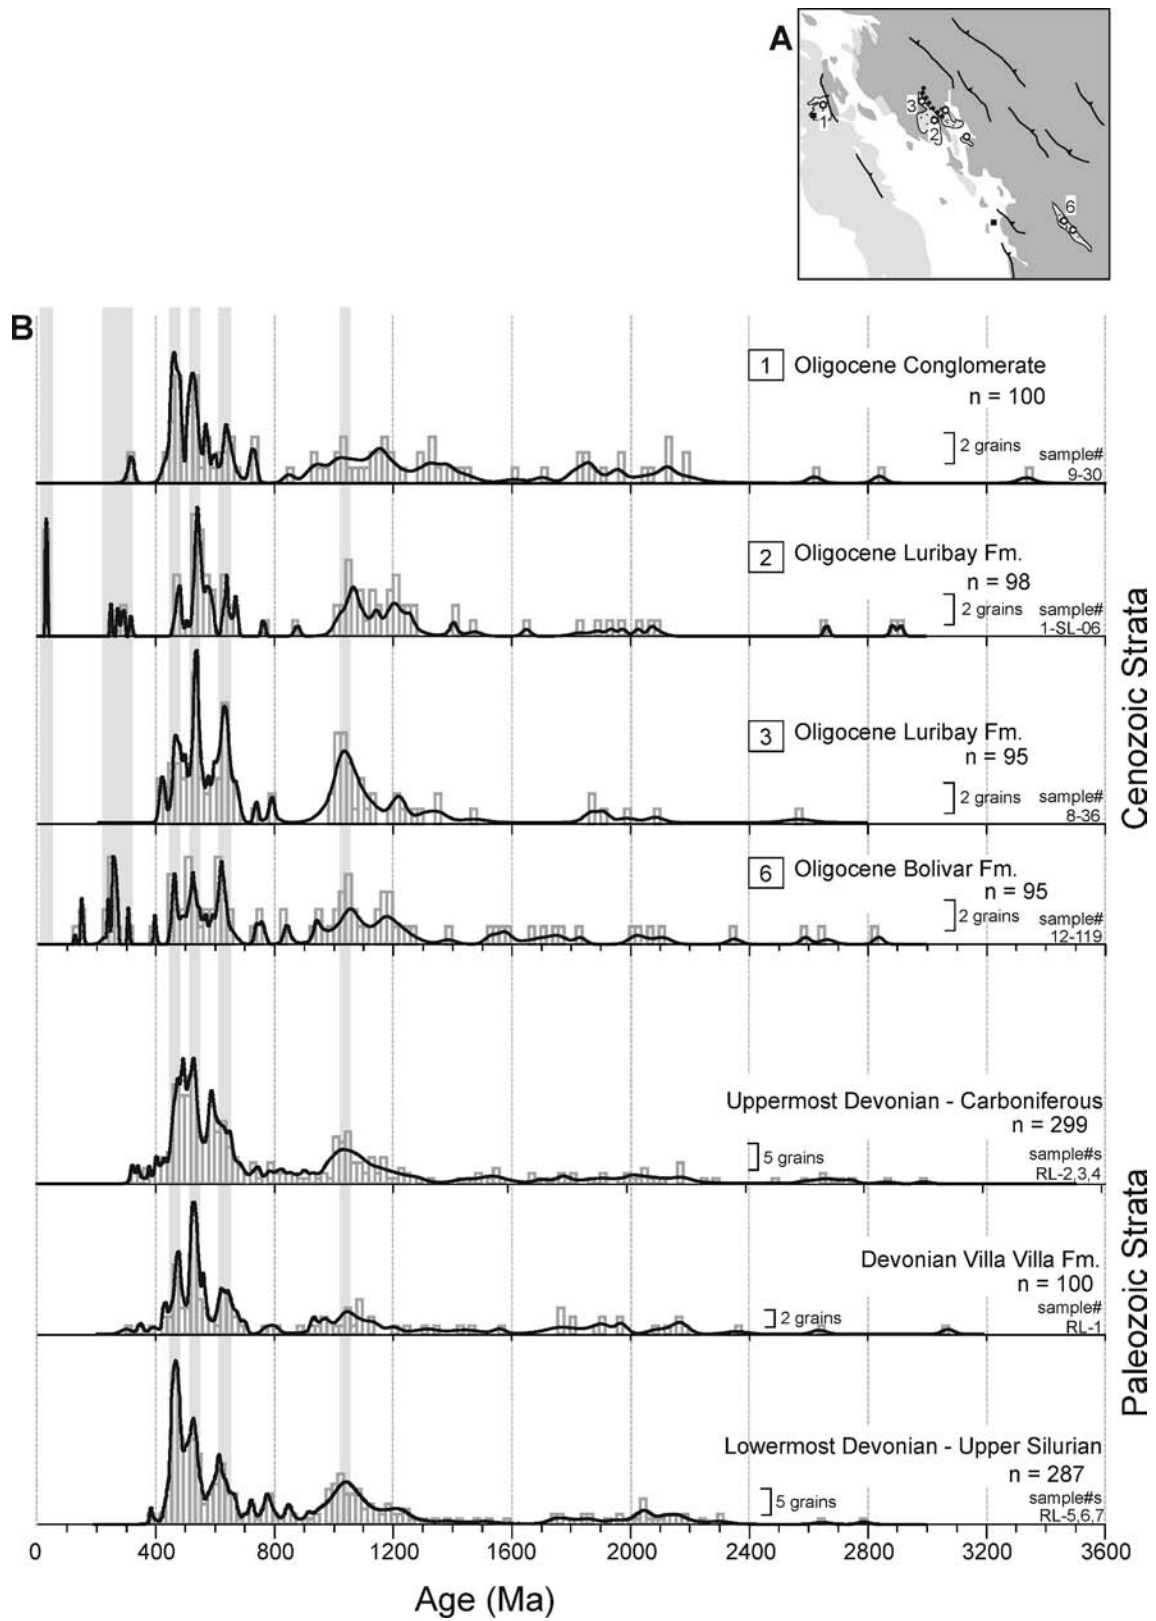 A
3
1
2
6
B
1 Oligocene Conglomerate
n = 100
2 grains
sample#
9-30
2 Oligocene Luribay Fm.
n = 98
2 grains
sample#
1-SL-06
3 Oligocene Luribay Fm.
n = 95
2 grains
sample#
8-36
6 Oligocene Bolivar Fm.
n = 95
2 grains
sample#
12-119
Cenozoic Strata
Uppermost Devonian - Carboniferous
n = 299
5 grains
sample#s
RL-2,3,4
Devonian Villa Villa Fm.
n = 100
2 grains
sample#
RL-1
Lowermost Devonian - Upper Silurian
n = 287
5 grains
sample#s
RL-5,6,7
Paleozoic Strata
0 400 800 1200 1600 2000 2400 2800 3200 3600
Age (Ma)